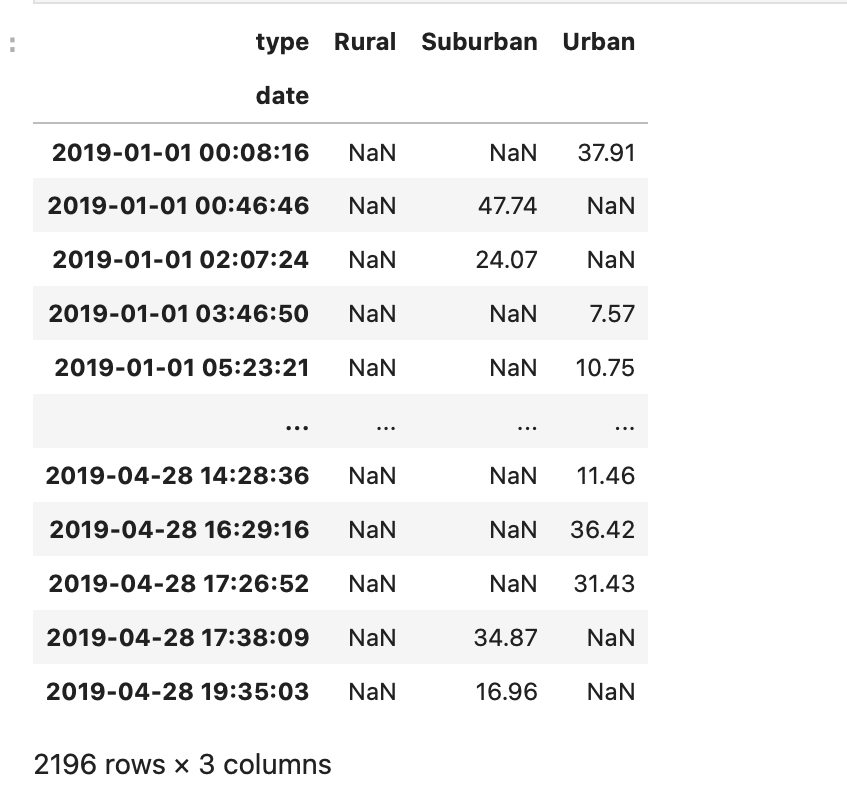 :
type Rural Suburban Urban
date
2019-01-01 00:08:16 NaN NaN 37.91
2019-01-01 00:46:46 NaN 47.74 NaN
2019-01-01 02:07:24 NaN 24.07 NaN
2019-01-01 03:46:50 NaN NaN 7.57
2019-01-01 05:23:21 NaN NaN 10.75
... ... ... ...
2019-04-28 14:28:36 NaN NaN 11.46
2019-04-28 16:29:16 NaN NaN 36.42
2019-04-28 17:26:52 NaN NaN 31.43
2019-04-28 17:38:09 NaN 34.87 NaN
2019-04-28 19:35:03 NaN 16.96 NaN
2196 rows × 3 columns